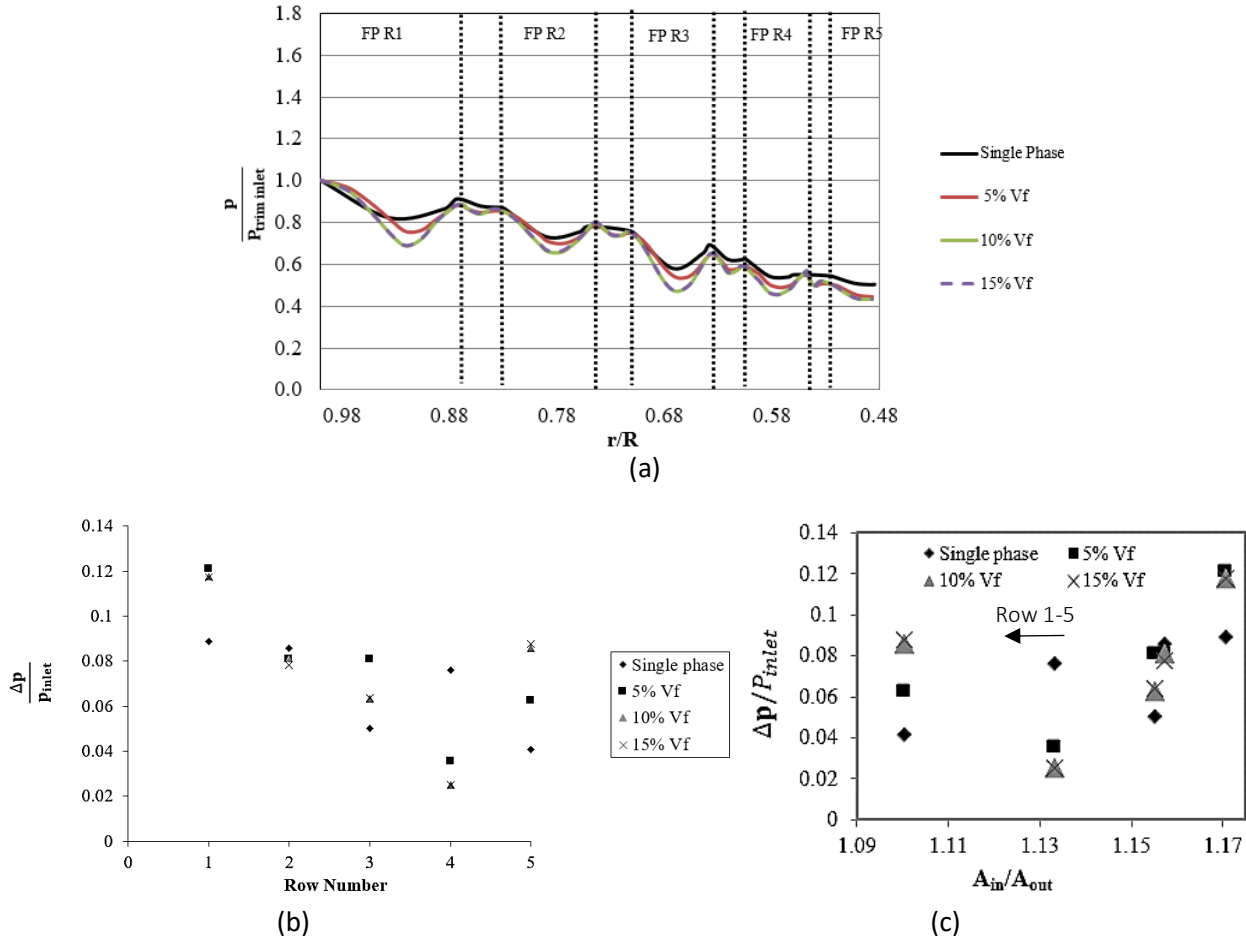 1.8
1.6
1.4
1.2
1.0
0.8
0.6
0.4
0.2
0.0
p
Ptrim inlet
FP R1
FP R2
FP R3
FP R4
FP R5
0.98 0.88 0.78 0.68 0.58 0.48
r/R
Single Phase
5% Vf
10% Vf
15% Vf
(a)
0.14
0.12
0.1
0.08
0.06
0.04
0.02
0
Δp
pinlet
0 1 2 3 4 5
Row Number
Single phase
5% Vf
10% Vf
15% Vf
(b)
0.14
0.12
0.1
0.08
0.06
0.04
0.02
0
Δp/Pinlet
Single phase 5% Vf
10% Vf 15% Vf
Row 1-5
1.09 1.11 1.13 1.15 1.17
Ain/Aout
(c)